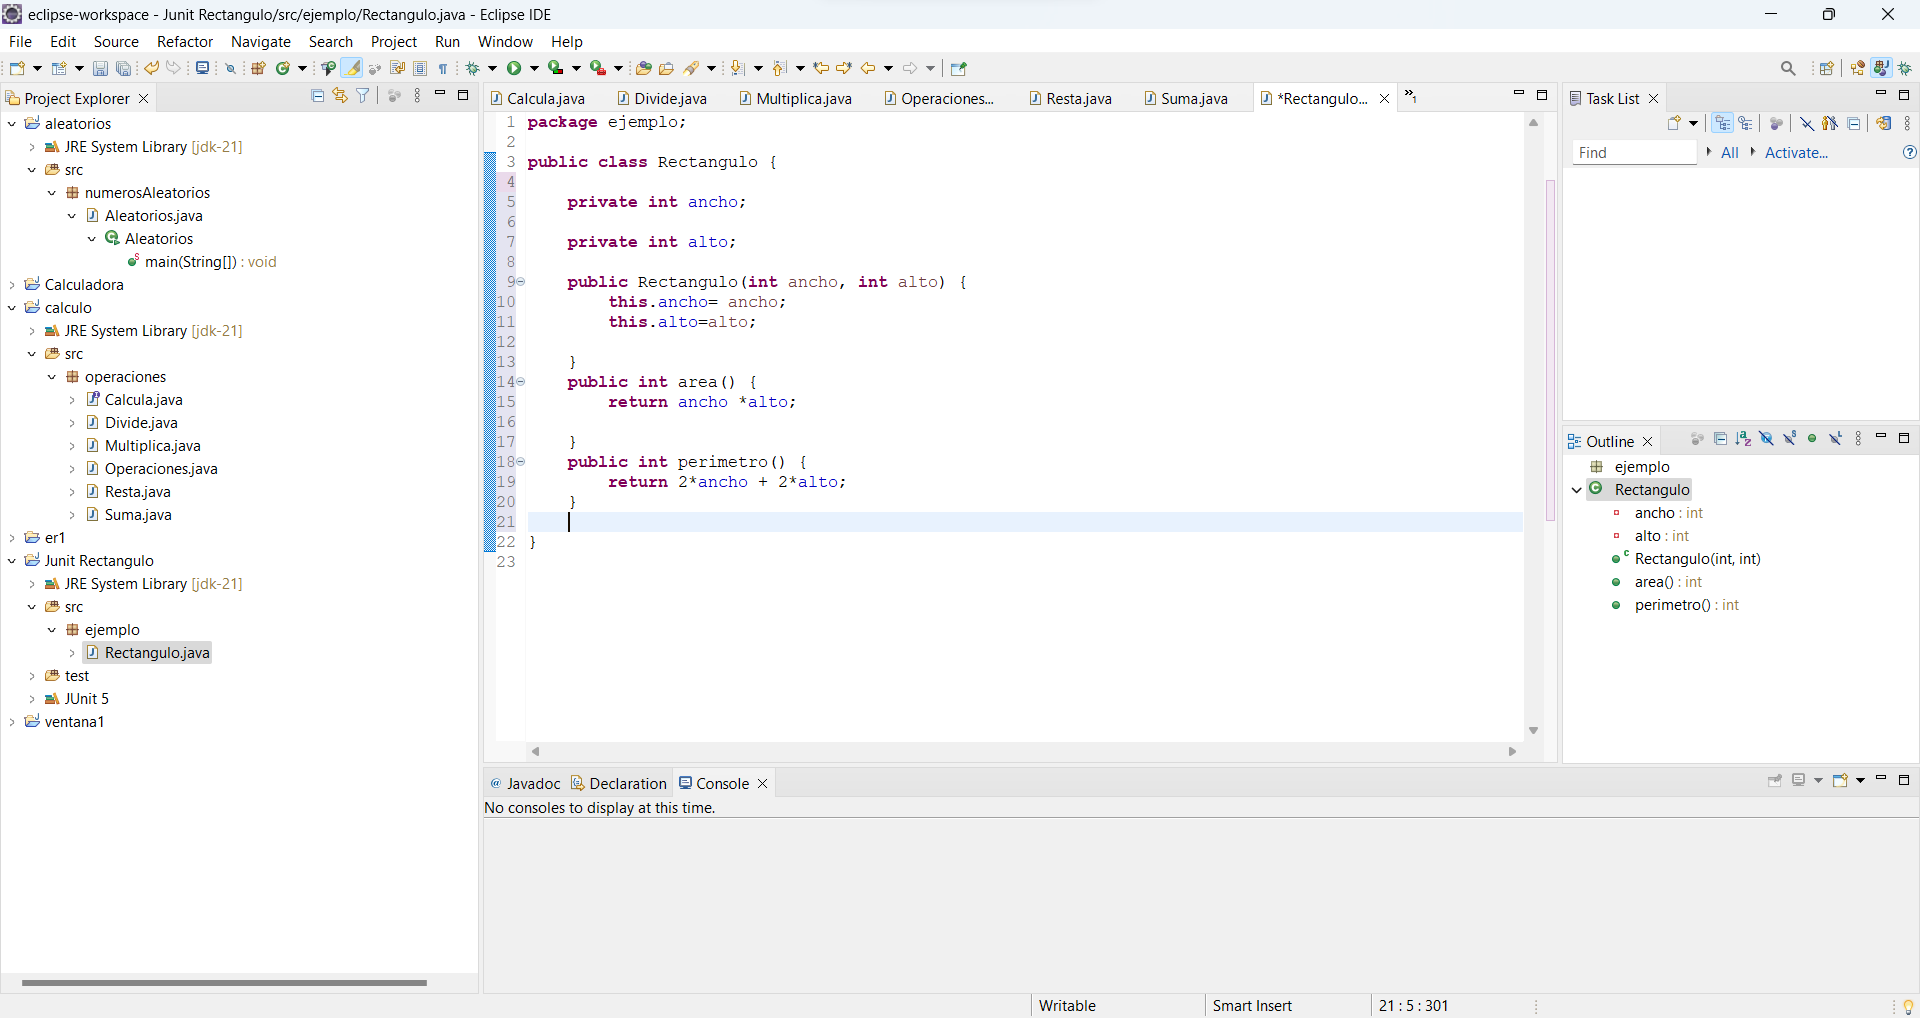 eclipse-workspace - Junit Rectangulo/src/ejemplo/Rectangulo.java - Eclipse IDE
File Edit Source Refactor Navigate Search Project Run Window Help
Project Explorer
aleatorios
JRE System Library [jdk-21]
src
numerosAleatorios
Aleatorios.java
Aleatorios
main(String[]) : void
Calculadora
calculo
JRE System Library [jdk-21]
src
operaciones
Calcula.java
Divide.java
Multiplica.java
Operaciones.java
Resta.java
Suma.java
er1
Junit Rectangulo
JRE System Library [jdk-21]
src
ejemplo
Rectangulo.java
test
JUnit 5
ventana1
Calcula.java Divide.java Multiplica.java Operaciones... Resta.java Suma.java *Rectangulo... »1
1 package ejemplo;
2
3 public class Rectangulo {
4
5 private int ancho;
6
7 private int alto;
8
9 public Rectangulo(int ancho, int alto) {
10 this.ancho= ancho;
11 this.alto=alto;
12
13 }
14 public int area() {
15 return ancho *alto;
16
17 }
18 public int perimetro() {
19 return 2*ancho + 2*alto;
20 }
21
22 }
23
Task List
Find All Activate...
Outline
ejemplo
Rectangulo
ancho : int
alto : int
Rectangulo(int, int)
area() : int
perimetro() : int
@ Javadoc Declaration Console
No consoles to display at this time.
Writable Smart Insert 21 : 5 : 301